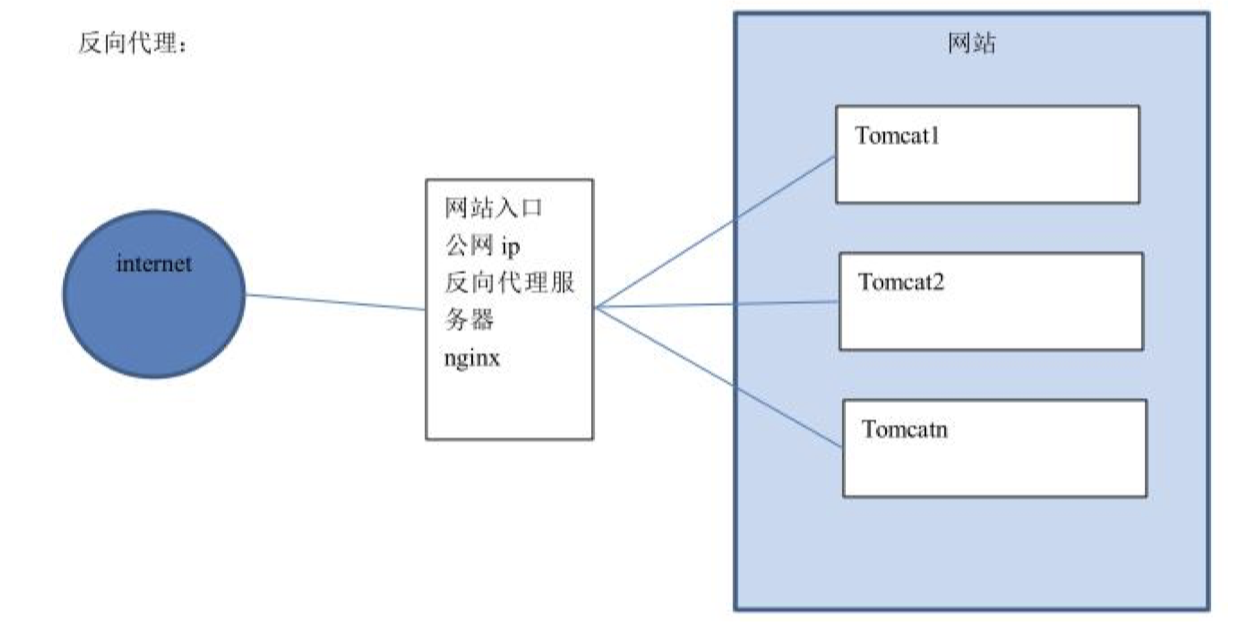 反向代理：
网站
Tomcat1
internet
网站入口
公网 ip
反向代理服
务器
nginx
Tomcat2
Tomcatn